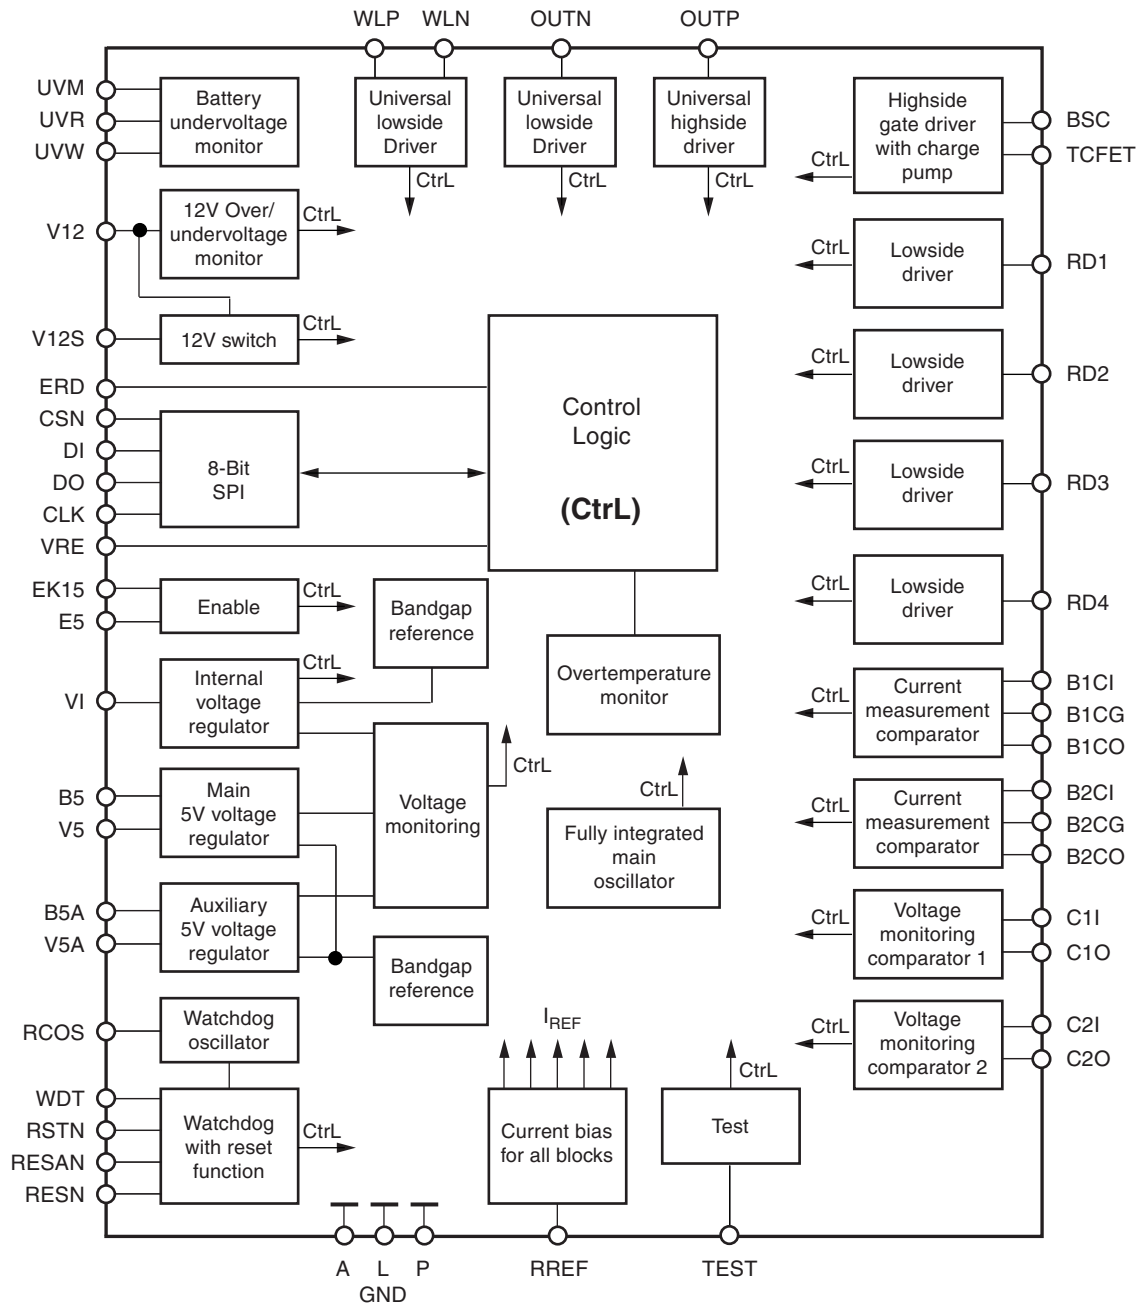 WLP
WLN
OUTN
OUTP
UVM
UVR
UVW
Battery
undervoltage
monitor
Universal
lowside
Driver
CtrL
Universal
lowside
Driver
CtrL
Universal
highside
driver
CtrL
Highside
gate driver
with charge
pump
CtrL
BSC
TCFET
V12
12V Over/
undervoltage
monitor
CtrL
CtrL
Lowside
driver
RD1
V12S
12V switch
CtrL
CtrL
Lowside
driver
RD2
ERD
CSN
DI
DO
CLK
VRE
8-Bit
SPI
Control
Logic
(CtrL)
CtrL
Lowside
driver
RD3
EK15
E5
Enable
CtrL
Bandgap
reference
CtrL
Lowside
driver
RD4
VI
Internal
voltage
regulator
CtrL
Overtemperature
monitor
CtrL
Current
measurement
comparator
B1CI
B1CG
B1CO
B5
V5
Main
5V voltage
regulator
Voltage
monitoring
CtrL
CtrL
Fully integrated
main
oscillator
CtrL
Current
measurement
comparator
B2CI
B2CG
B2CO
B5A
V5A
Auxiliary
5V voltage
regulator
Bandgap
reference
CtrL
Voltage
monitoring
comparator 1
C1I
C1O
RCOS
Watchdog
oscillator
IREF
CtrL
Voltage
monitoring
comparator 2
C2I
C2O
WDT
RSTN
RESAN
RESN
Watchdog
with reset
function
CtrL
Current bias
for all blocks
CtrL
Test
A
L
P
GND
RREF
TEST